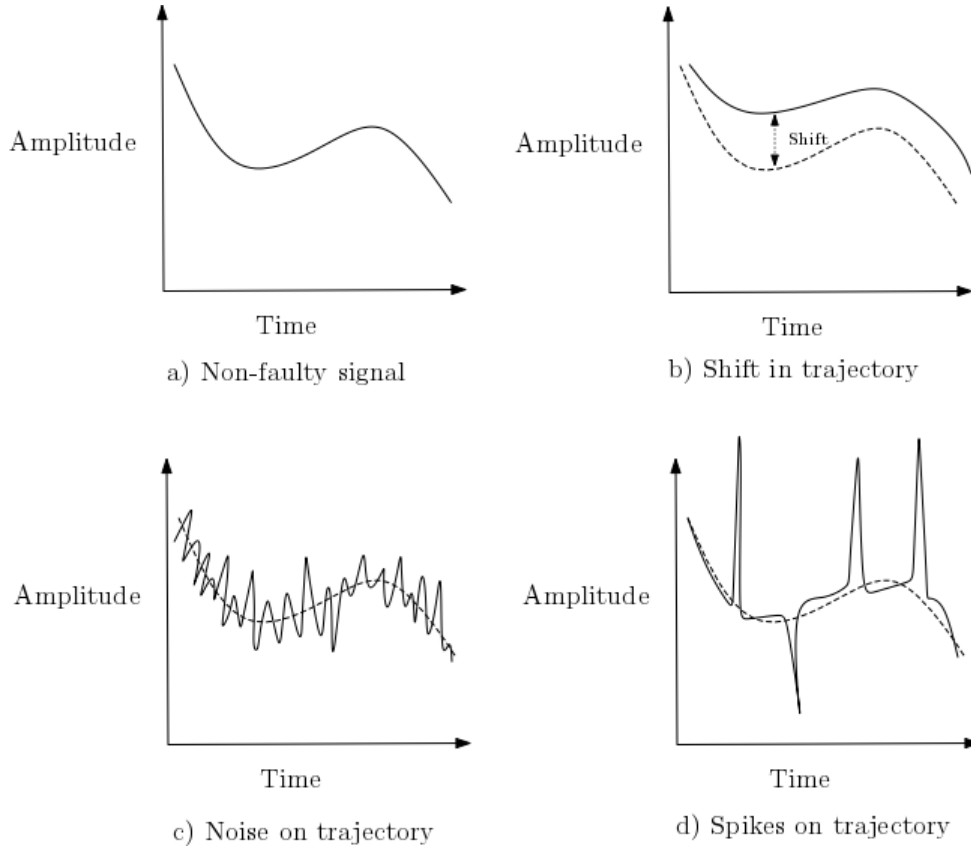 Amplitude
Time
a) Non-faulty signal
Amplitude
Shift
Time
b) Shift in trajectory
Amplitude
Time
c) Noise on trajectory
Amplitude
Time
d) Spikes on trajectory